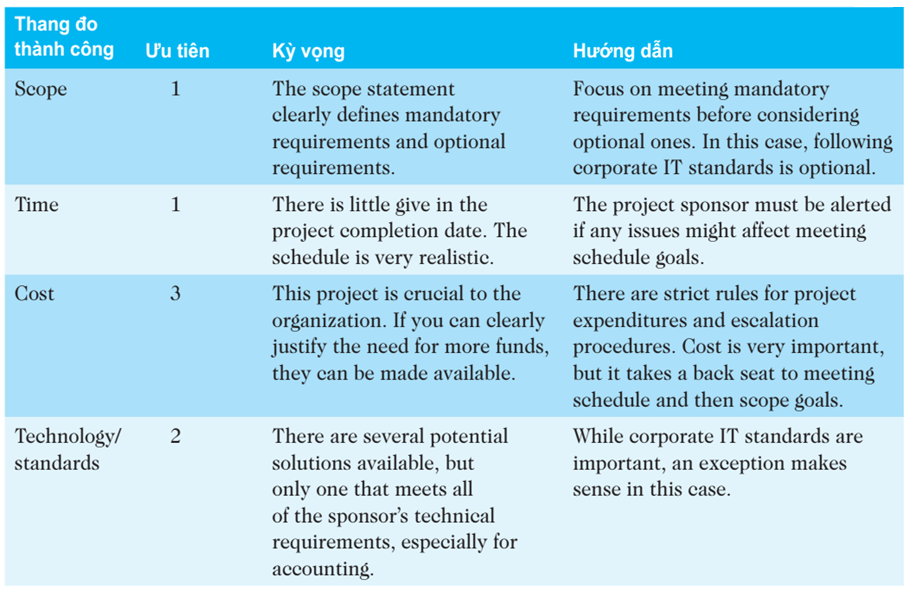 Thang đo
thành công
Ưu tiên
Kỳ vọng
Hướng dẫn
Scope
1
The scope statement
clearly defines mandatory
requirements and optional
requirements.
Focus on meeting mandatory
requirements before considering
optional ones. In this case, following
corporate IT standards is optional.
Time
1
There is little give in the
project completion date. The
schedule is very realistic.
The project sponsor must be alerted
if any issues might affect meeting
schedule goals.
Cost
3
This project is crucial to the
organization. If you can clearly
justify the need for more funds,
they can be made available.
There are strict rules for project
expenditures and escalation
procedures. Cost is very important,
but it takes a back seat to meeting
schedule and then scope goals.
Technology/
standards
2
There are several potential
solutions available, but
only one that meets all
of the sponsor's technical
requirements, especially for
accounting.
While corporate IT standards are
important, an exception makes
sense in this case.